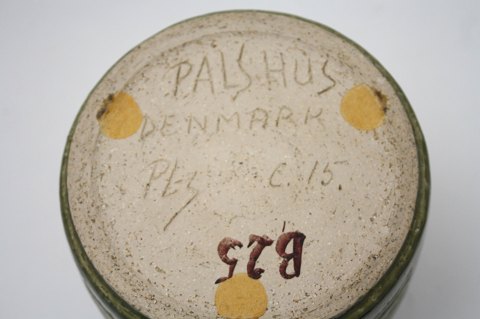 PALSHUS
DENMARK
PLS C. 15.
B25